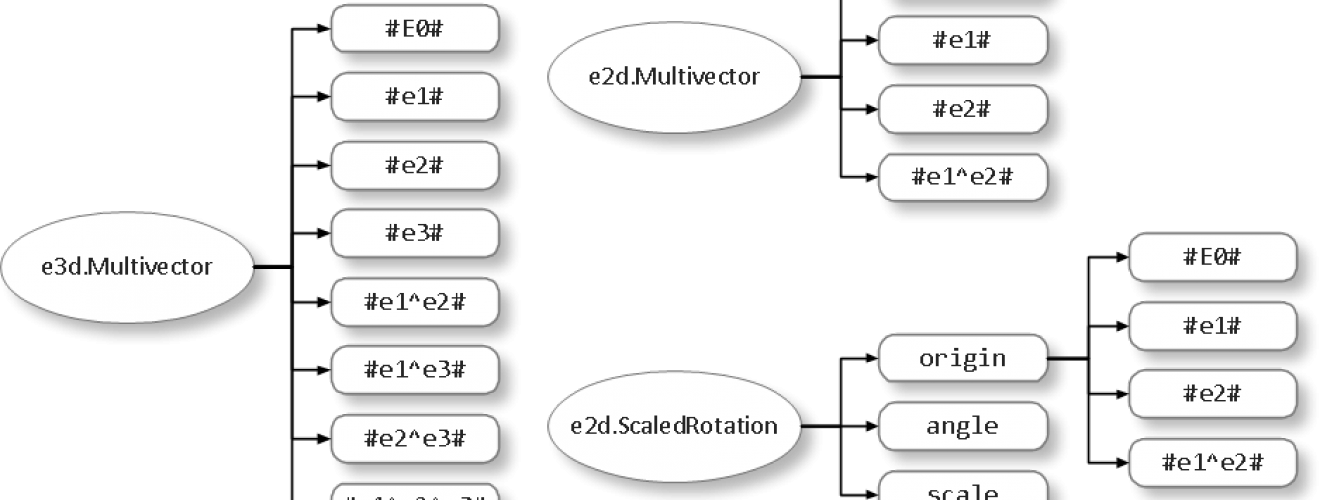 #E0#
#e1#
#e2#
#e3#
e3d.Multivector
#e1^e2#
#e1^e3#
#e2^e3#
e2d.Multivector
#e1#
#e2#
#e1^e2#
e2d.ScaledRotation
origin
angle
scale
#E0#
#e1#
#e2#
#e1^e2#